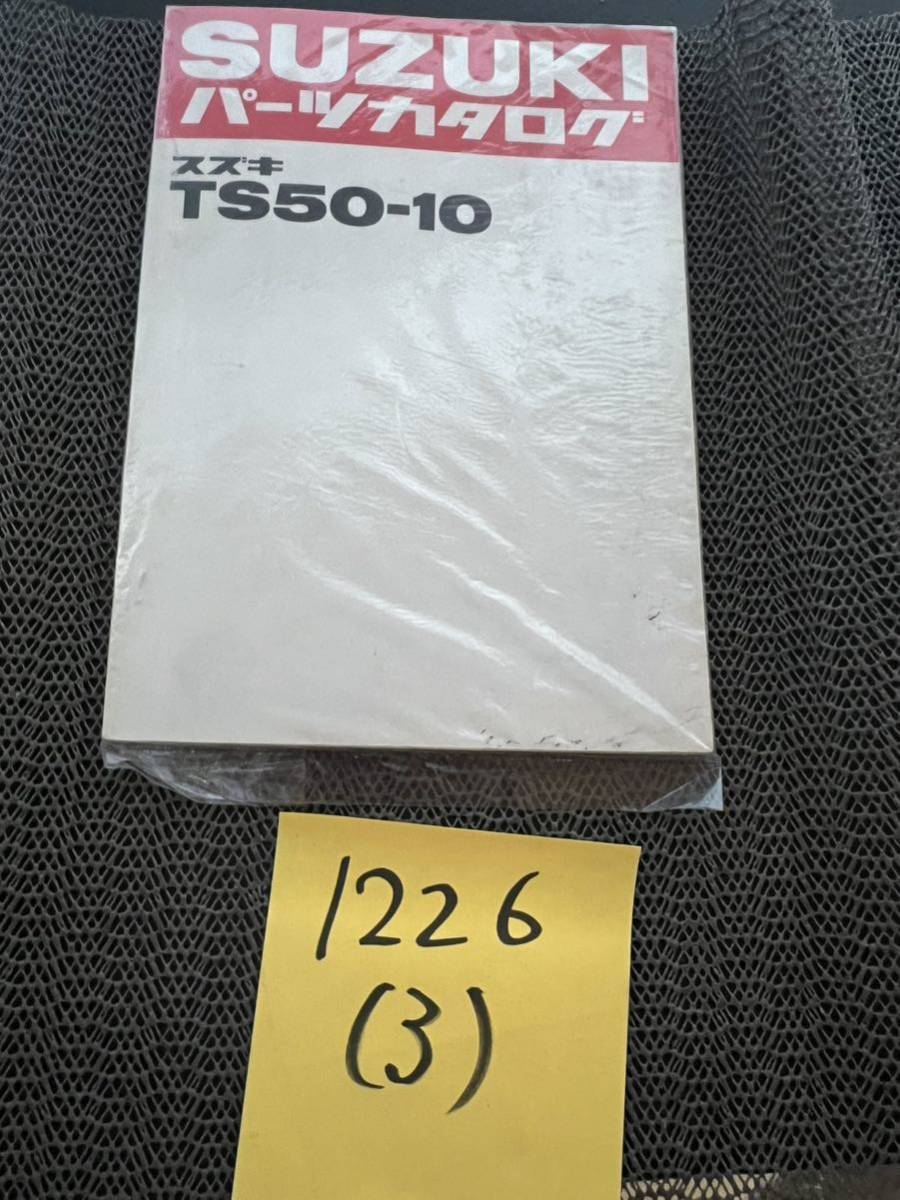 SUZUKI
パーツカタログ
スズキ
TS50-10
1226
(3)